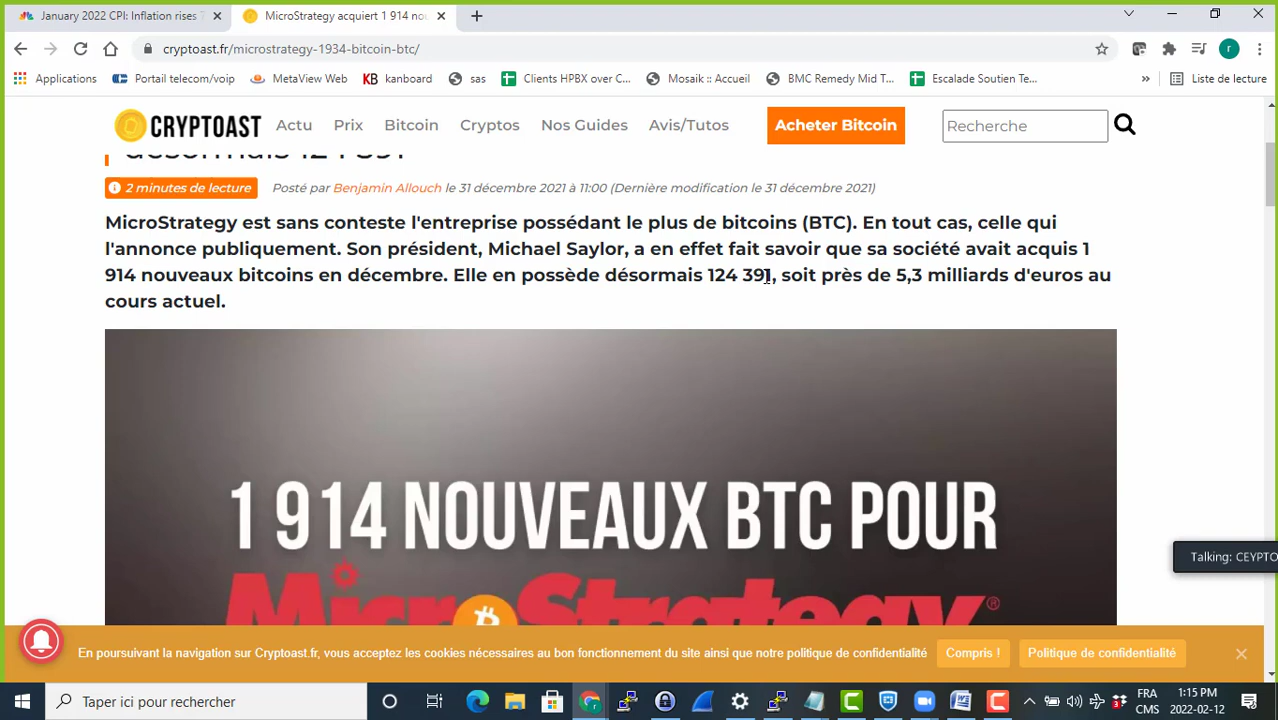 January 2022 CPI: Inflation rises
MicroStrategy acquiert 1 914 nou
cryptoast.fr/microstrategy-1934-bitcoin-btc/
r
Applications
Portail telecom/voip
MetaView Web
KB kanboard
sas
Clients HPBX over C...
Mosaik :: Accueil
BMC Remedy Mid T...
Escalade Soutien Te...
»
Liste de lecture
CRYPTOAST
Actu
Prix
Bitcoin
Cryptos
Nos Guides
Avis/Tutos
Acheter Bitcoin
Recherche
désormais 124 391
2 minutes de lecture
Posté par Benjamin Allouch le 31 décembre 2021 à 11:00 (Dernière modification le 31 décembre 2021)
MicroStrategy est sans conteste l'entreprise possédant le plus de bitcoins (BTC). En tout cas, celle qui
l'annonce publiquement. Son président, Michael Saylor, a en effet fait savoir que sa société avait acquis 1
914 nouveaux bitcoins en décembre. Elle en possède désormais 124 391, soit près de 5,3 milliards d'euros au
cours actuel.
1 914 NOUVEAUX BTC POUR
MicroStrategy®
Talking: CEYPTO
En poursuivant la navigation sur Cryptoast.fr, vous acceptez les cookies nécessaires au bon fonctionnement du site ainsi que notre politique de confidentialité
Compris !
Politique de confidentialité
Taper ici pour rechercher
FRA
CMS
1:15 PM
2022-02-12